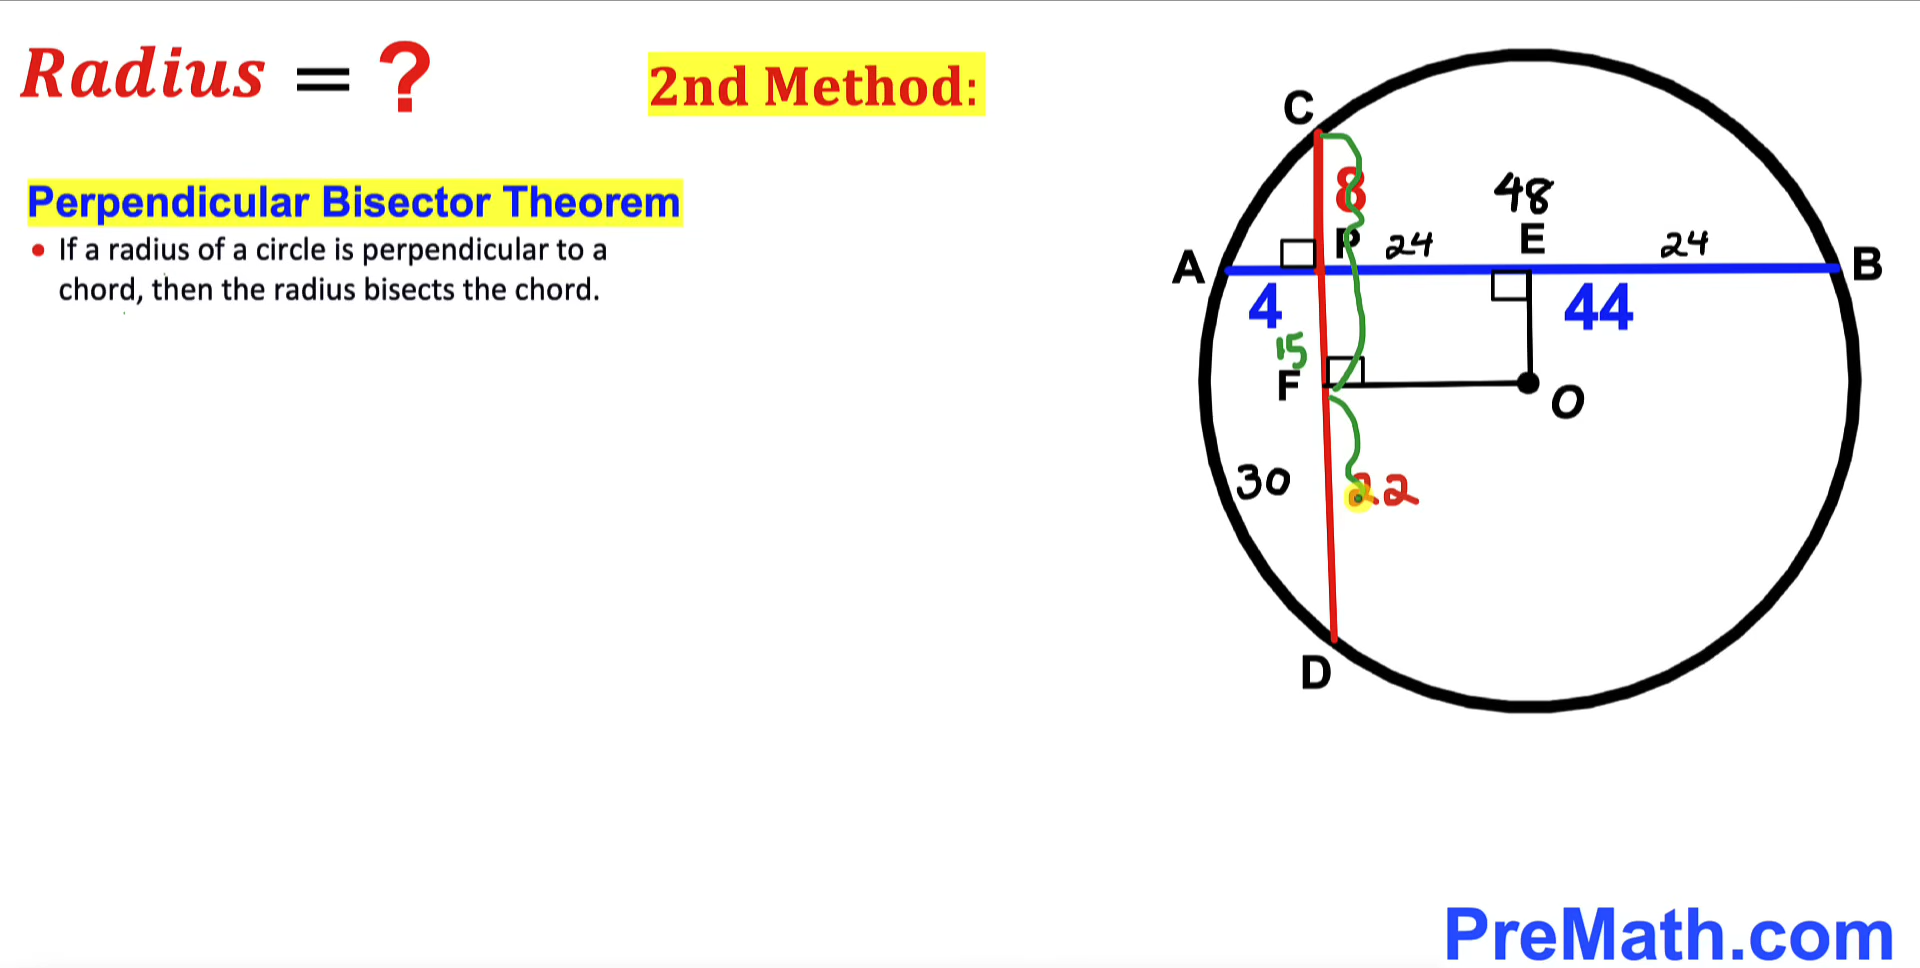 Radius = ?
2nd Method:
Perpendicular Bisector Theorem
• If a radius of a circle is perpendicular to a
chord, then the radius bisects the chord.
C
8
48
A
P
24
E
24
B
4
44
15
F
O
30
22
D
PreMath.com